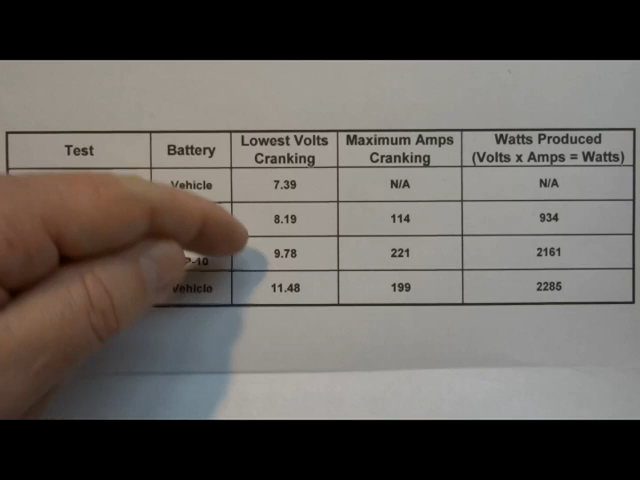 Test Battery Lowest Volts Cranking Maximum Amps Cranking Watts Produced (Volts x Amps = Watts)
Vehicle 7.39 N/A N/A
8.19 114 934
9.78 221 2161
Vehicle 11.48 199 2285